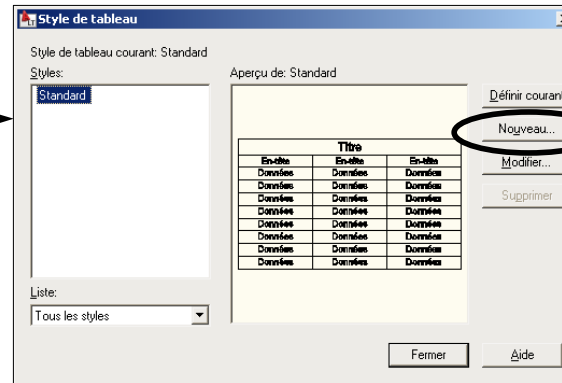 LT Style de tableau
Style de tableau courant: Standard
Styles:
Aperçu de: Standard
Standard
Titre
En-tête En-tête En-tête
Données Données Données
Données Données Données
Données Données Données
Données Données Données
Données Données Données
Données Données Données
Données Données Données
Données Données Données
Définir courant
Nouveau...
Modifier...
Supprimer
Liste:
Tous les styles
Fermer
Aide